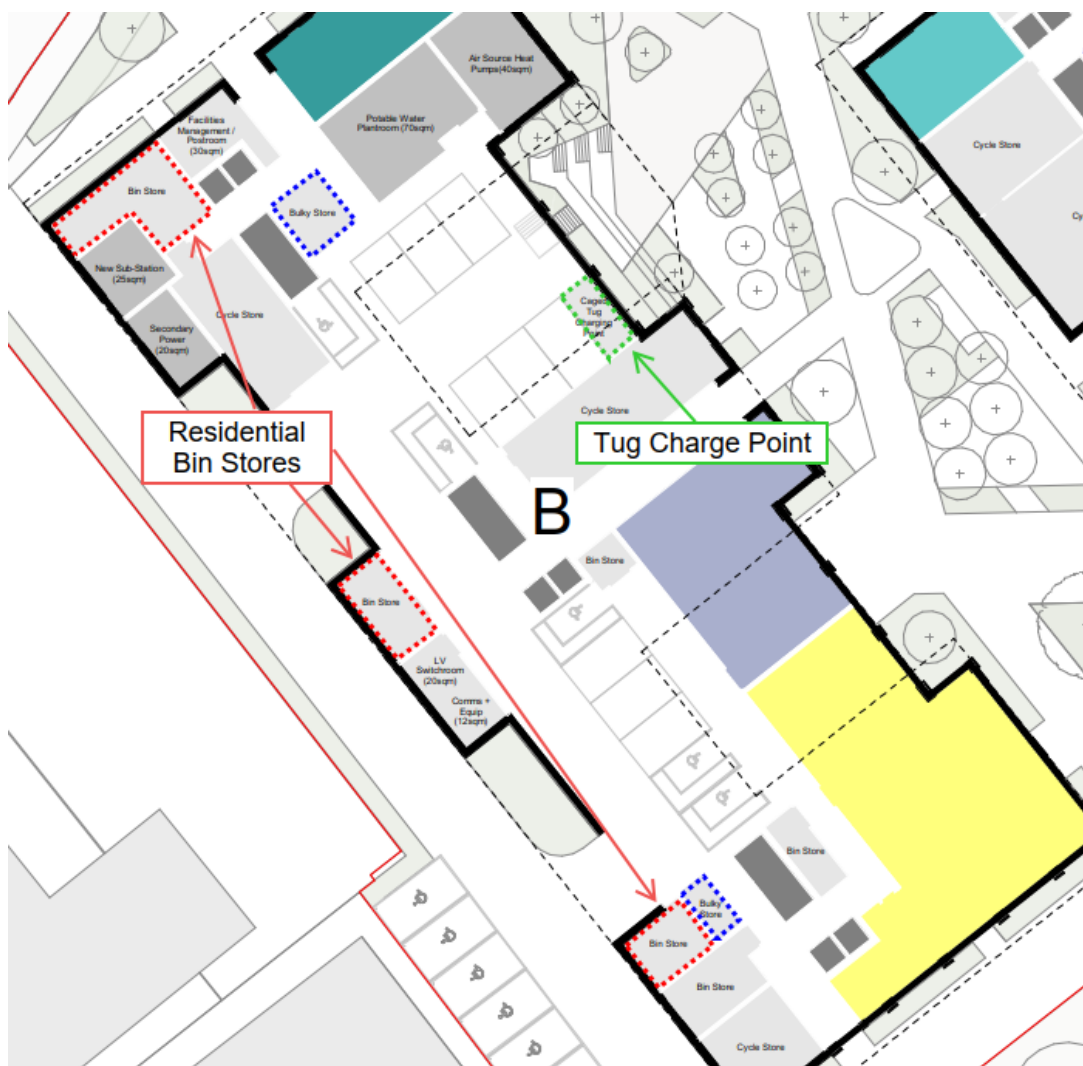 Air Source Heat
Pumps(40sqm)
Potable Water
Plantroom (70sqm)
Facilities
Management /
Postroom
(30sqm)
Cycle Store
Bin Store
Bulky Store
New Sub-Station
(25sqm)
Cycle Store
Secondary
Power
(20sqm)
Caged
Tug
Charging
Point
Cycle Store
Residential
Bin Stores
Tug Charge Point
B
Bin Store
Bin Store
LV
Switchroom
(20sqm)
Comms +
Equip
(12sqm)
Bin Store
Bulky
Store
Bin Store
Bin Store
Cycle Store